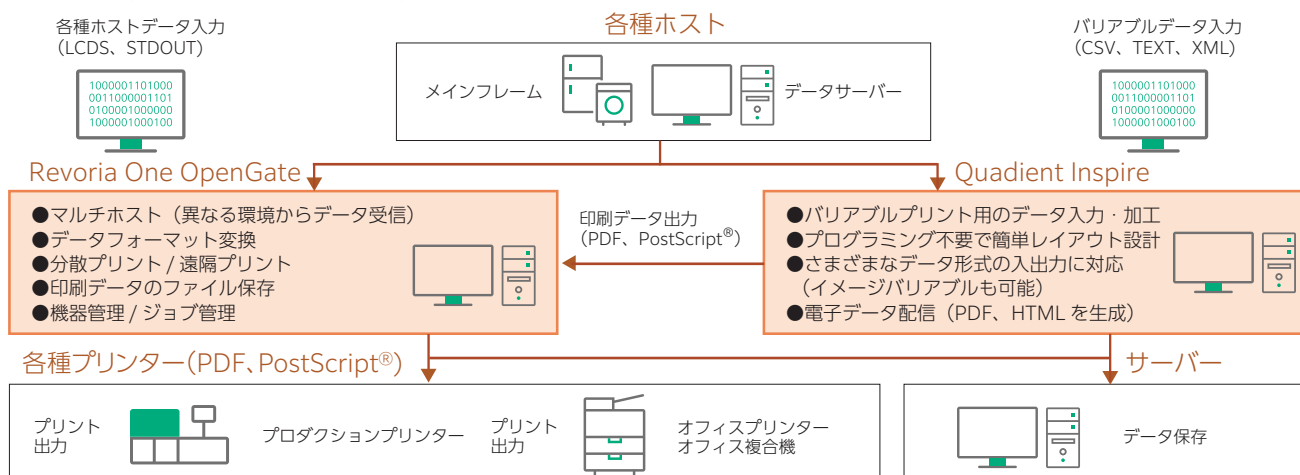 各種ホスト
各種ホストデータ入力
（LCDS、STDOUT）
1000001101000
0011000001101
0100001000000
1000001000100
メインフレーム
データサーバー
バリアブルデータ入力
（CSV、TEXT、XML）
1000001101000
0011000001101
0100001000000
1000001000100
Revoria One OpenGate
●マルチホスト（異なる環境からデータ受信）
●データフォーマット変換
●分散プリント / 遠隔プリント
●印刷データのファイル保存
●機器管理 / ジョブ管理
印刷データ出力
（PDF、PostScript®）
Quadient Inspire
●バリアブルプリント用のデータ入力・加工
●プログラミング不要で簡単レイアウト設計
●さまざまなデータ形式の入出力に対応
（イメージバリアブルも可能）
●電子データ配信（PDF、HTML を生成）
各種プリンター（PDF、PostScript®）
プリント
出力
プロダクションプリンター
プリント
出力
オフィスプリンター
オフィス複合機
サーバー
データ保存